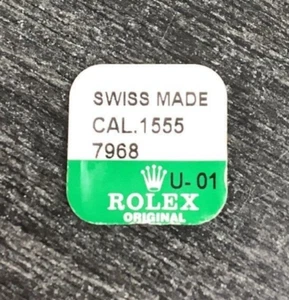 SWISS MADE
CAL.1555
7968
U-01
ROLEX
ORIGINAL